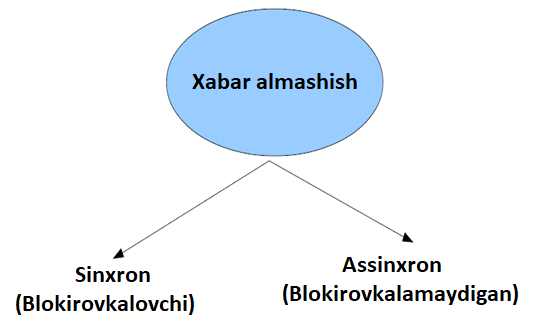 Xabar almashish
Sinxron
(Blokirovkalovchi)
Assinxron
(Blokirovkalamaydigan)